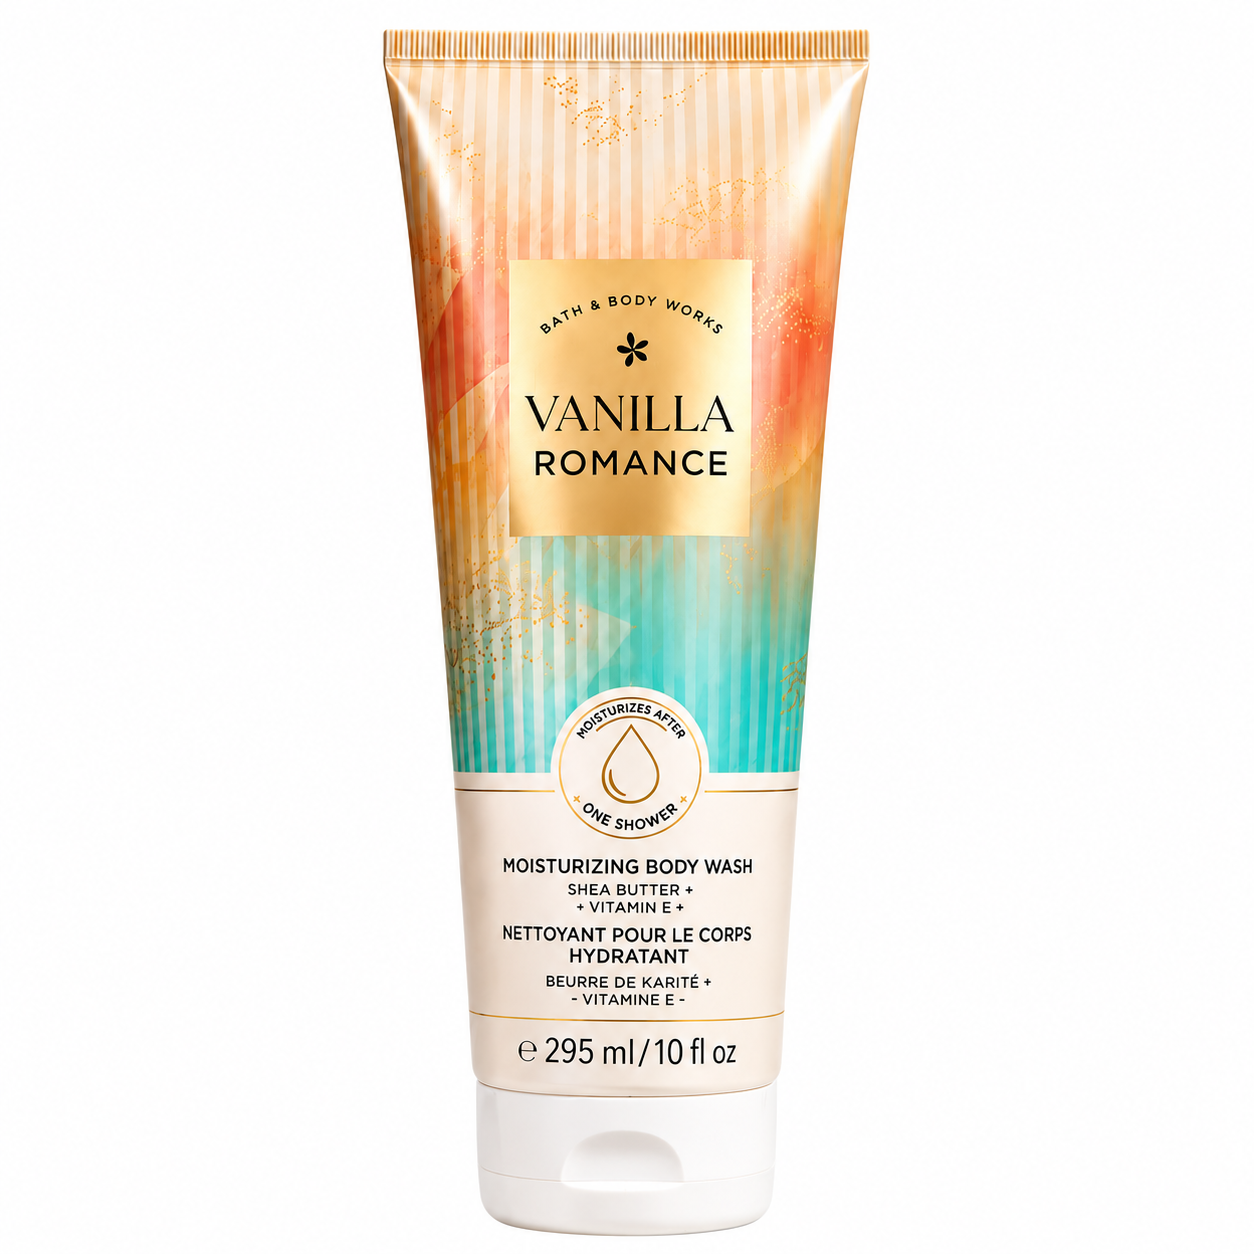 BATH & BODY WORKS
VANILLA
ROMANCE
MOISTURIZES AFTER
+ ONE SHOWER +
MOISTURIZING BODY WASH
SHEA BUTTER +
+ VITAMIN E +
NETTOYANT POUR LE CORPS
HYDRATANT
BEURRE DE KARITÉ +
- VITAMINE E -
℮ 295 ml/10 fl oz